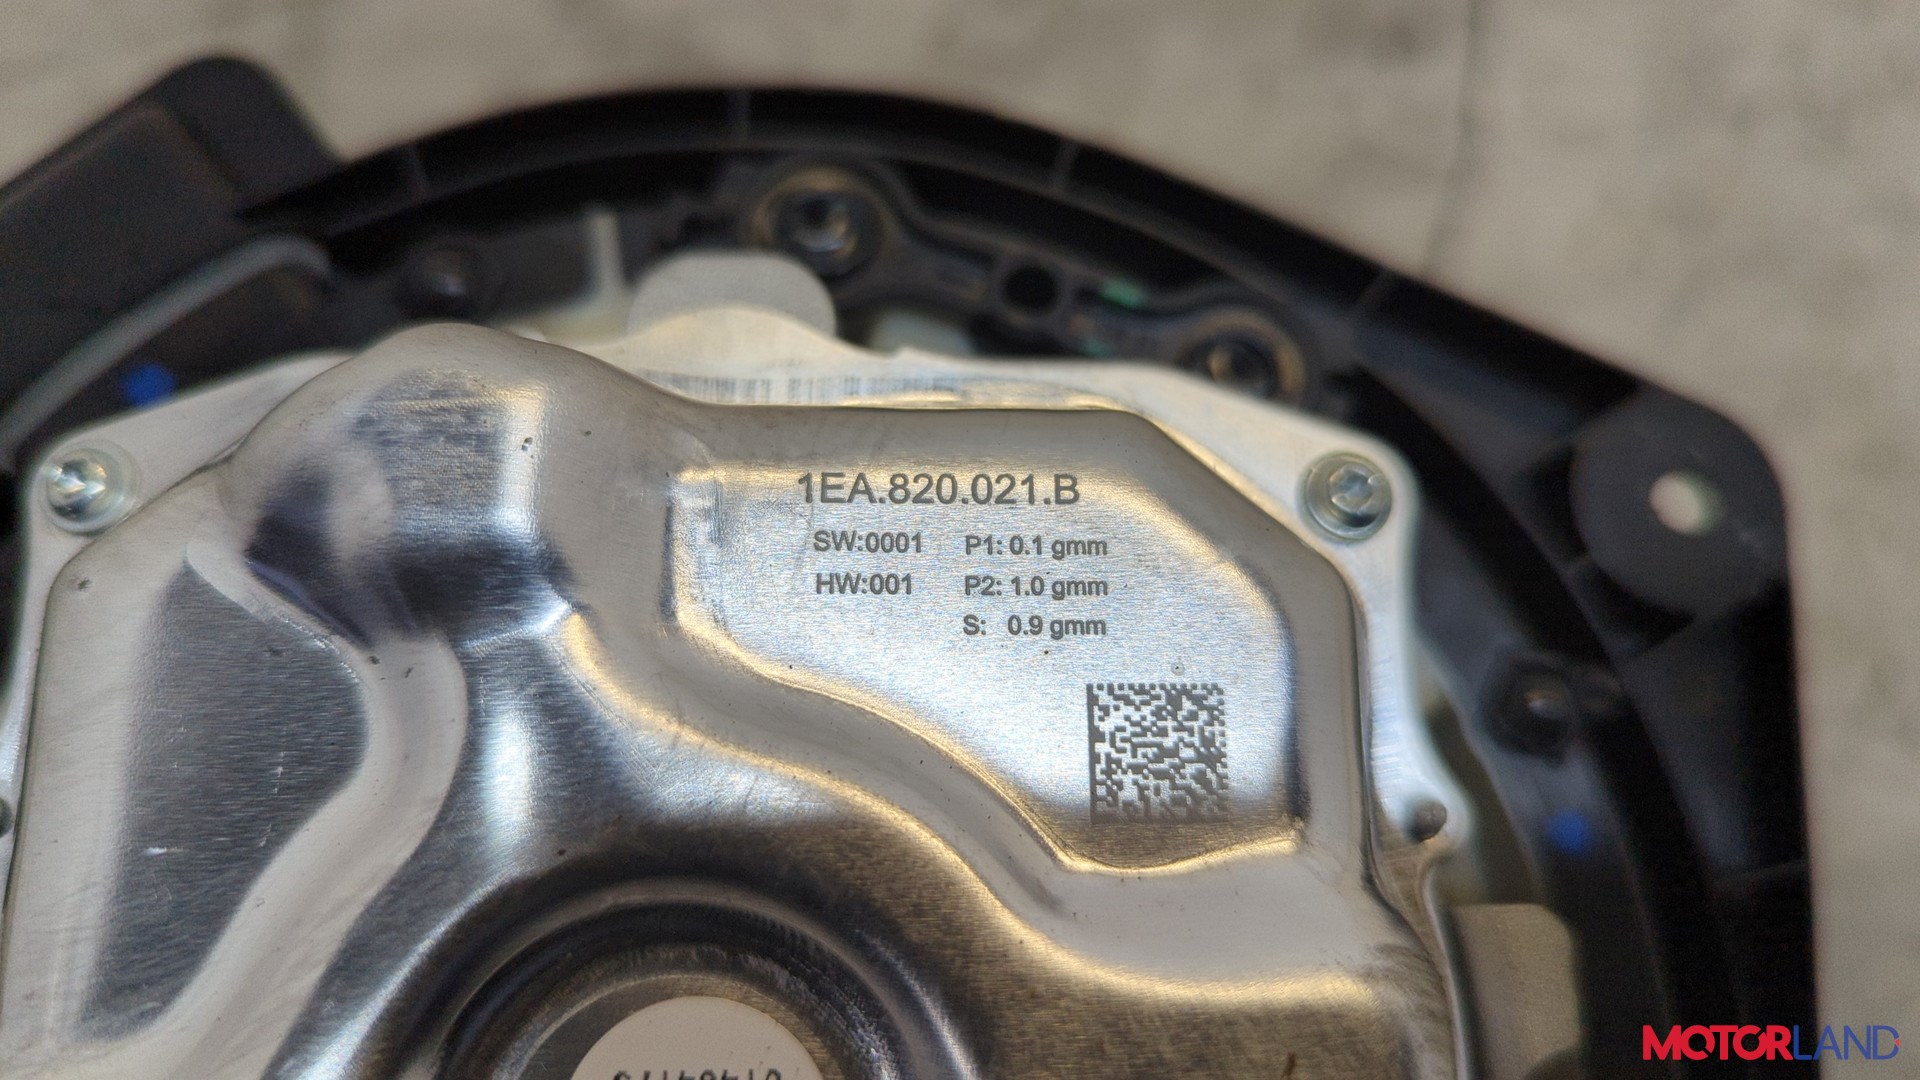 1EA.820.021.B
SW:0001 P1: 0.1 gmm
HW:001 P2: 1.0 gmm
S: 0.9 gmm
MOTORLAND